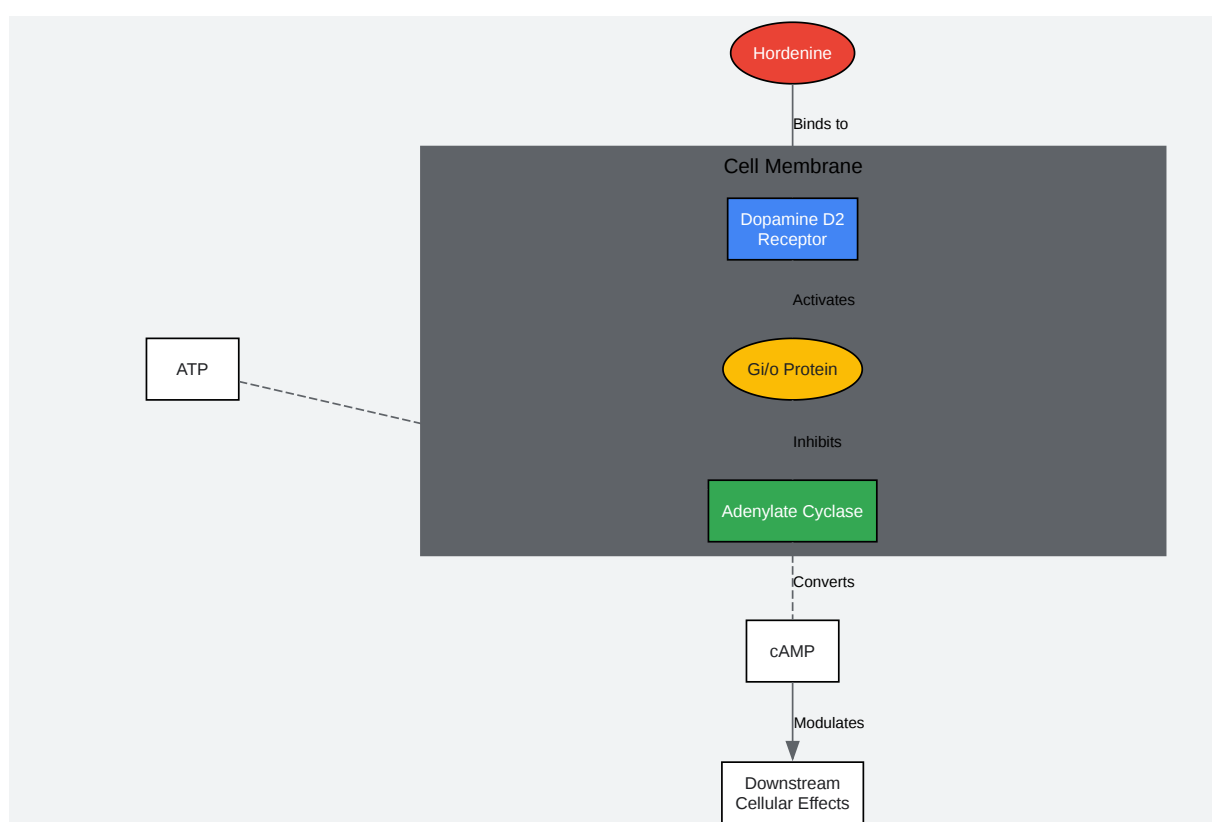 Hordenine
Binds to
Cell Membrane
Dopamine D2
Receptor
Activates
ATP
Gi/o Protein
Inhibits
Adenylate Cyclase
Converts
cAMP
Modulates
Downstream
Cellular Effects